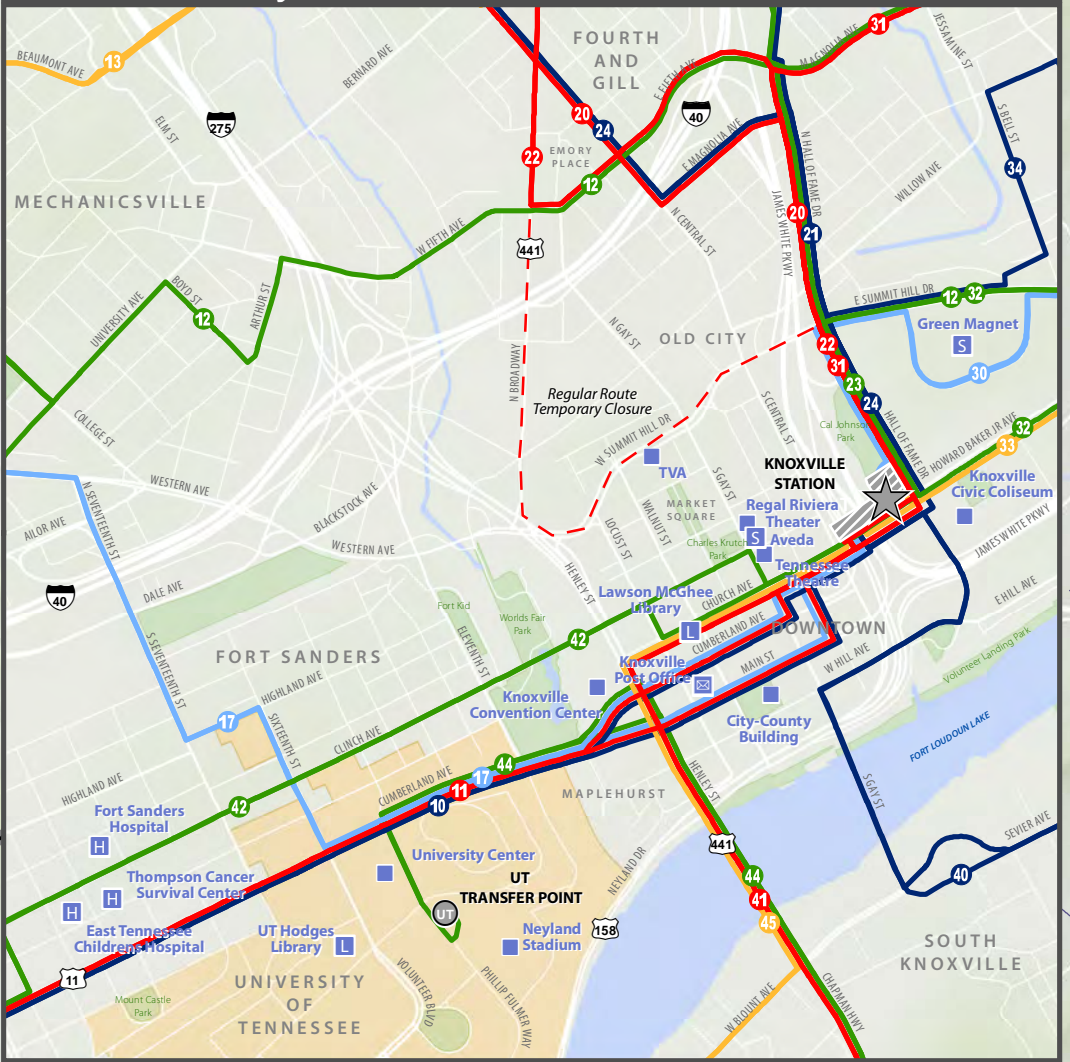 BEAUMONT AVE
13
BERNARD AVE
FOURTH
AND
GILL
E FIFTH AVE
MAGNOLIA AVE
31
JESSAMINE ST
ELM ST
275
20
24
40
E MAGNOLIA AVE
N HALL OF FAME DR
S BELL ST
22
EMORY
PLACE
12
WILLOW AVE
34
MECHANICSVILLE
W FIFTH AVE
441
N CENTRAL ST
JAMES WHITE PKWY
20
21
UNIVERSITY AVE
BOYD ST
12
ARTHUR ST
E SUMMIT HILL DR
12
32
Green Magnet
S
N GAY ST
OLD CITY
22
31
23
24
30
N BROADWAY
Regular Route
Temporary Closure
COLLEGE ST
W SUMMIT HILL DR
S CENTRAL ST
Cal Johnson
Park
HALL OF FAME DR
HOWARD BAKER JR AVE
32
33
TVA
KNOXVILLE
STATION
Knoxville
Civic Coliseum
N SEVENTEENTH ST
WESTERN AVE
BLACKSTOCK AVE
AILOR AVE
WESTERN AVE
LOCUST ST
WALNUT ST
S GAY ST
MARKET
SQUARE
Regal Riviera
Theater
S
Aveda
Charles Krutch
Park
Tennessee
Theatre
JAMES WHITE PKWY
E HILL AVE
40
DALE AVE
HENLEY ST
Fort Kid
Worlds Fair
Park
Lawson McGhee
Library
L
CHURCH AVE
CUMBERLAND AVE
DOWNTOWN
42
ELEVENTH ST
FORT SANDERS
S SEVENTEENTH ST
HIGHLAND AVE
17
SIXTEENTH ST
Knoxville
Post Office
MAIN ST
W HILL AVE
Volunteer Landing Park
Knoxville
Convention Center
City-County
Building
FORT LOUDOUN LAKE
CLINCH AVE
HIGHLAND AVE
CUMBERLAND AVE
44
17
11
10
MAPLEHURST
HENLEY ST
S GAY ST
SEVIER AVE
42
Fort Sanders
Hospital
H
441
40
University Center
UT
TRANSFER POINT
NEYLAND DR
Thompson Cancer
Survival Center
H
H
UT
44
41
45
East Tennessee
Childrens Hospital
UT Hodges
Library
L
Neyland
Stadium
158
SOUTH
KNOXVILLE
11
Mount Castle
Park
UNIVERSITY
OF
TENNESSEE
VOLUNTEER BLVD
PHILLIP FULMER WAY
W BLOUNT AVE
CHAPMAN HWY